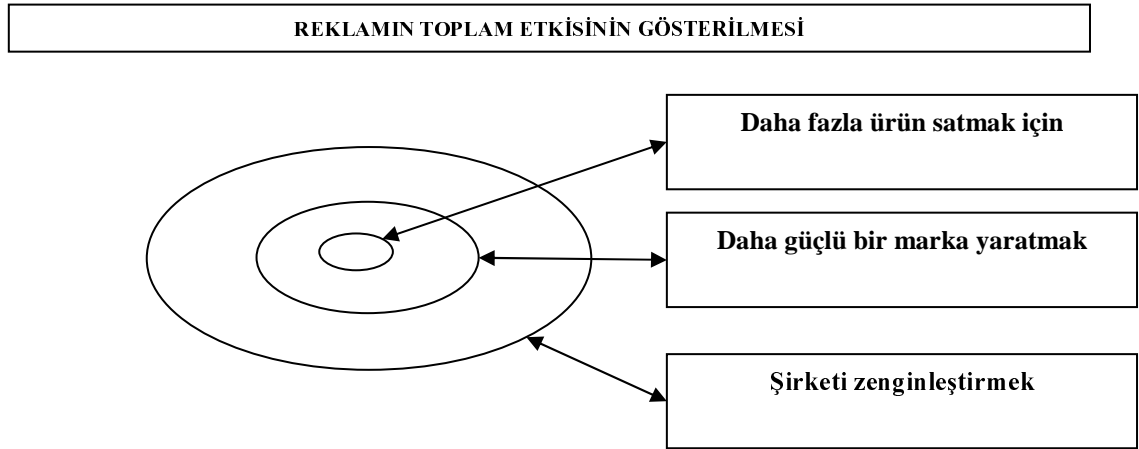 REKLAMIN TOPLAM ETKİSİNİN GÖSTERİLMESİ
Daha fazla ürün satmak için
Daha güçlü bir marka yaratmak
Şirketi zenginleştirmek